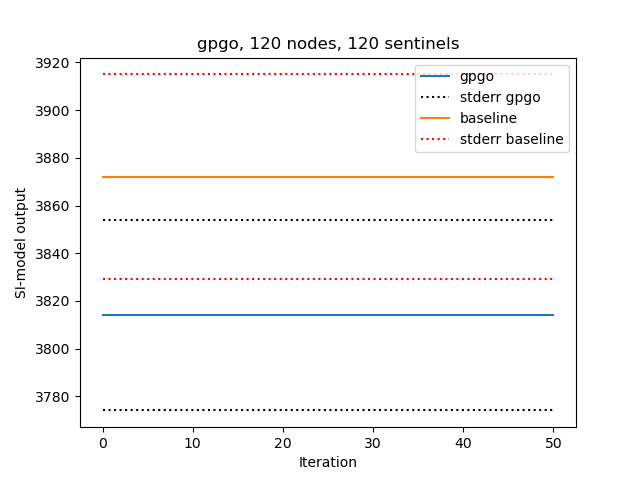 gpgo, 120 nodes, 120 sentinels
3920
3900
3880
3860
3840
3820
3800
3780
SI-model output
gpgo
stderr gpgo
baseline
stderr baseline
0 10 20 30 40 50
Iteration